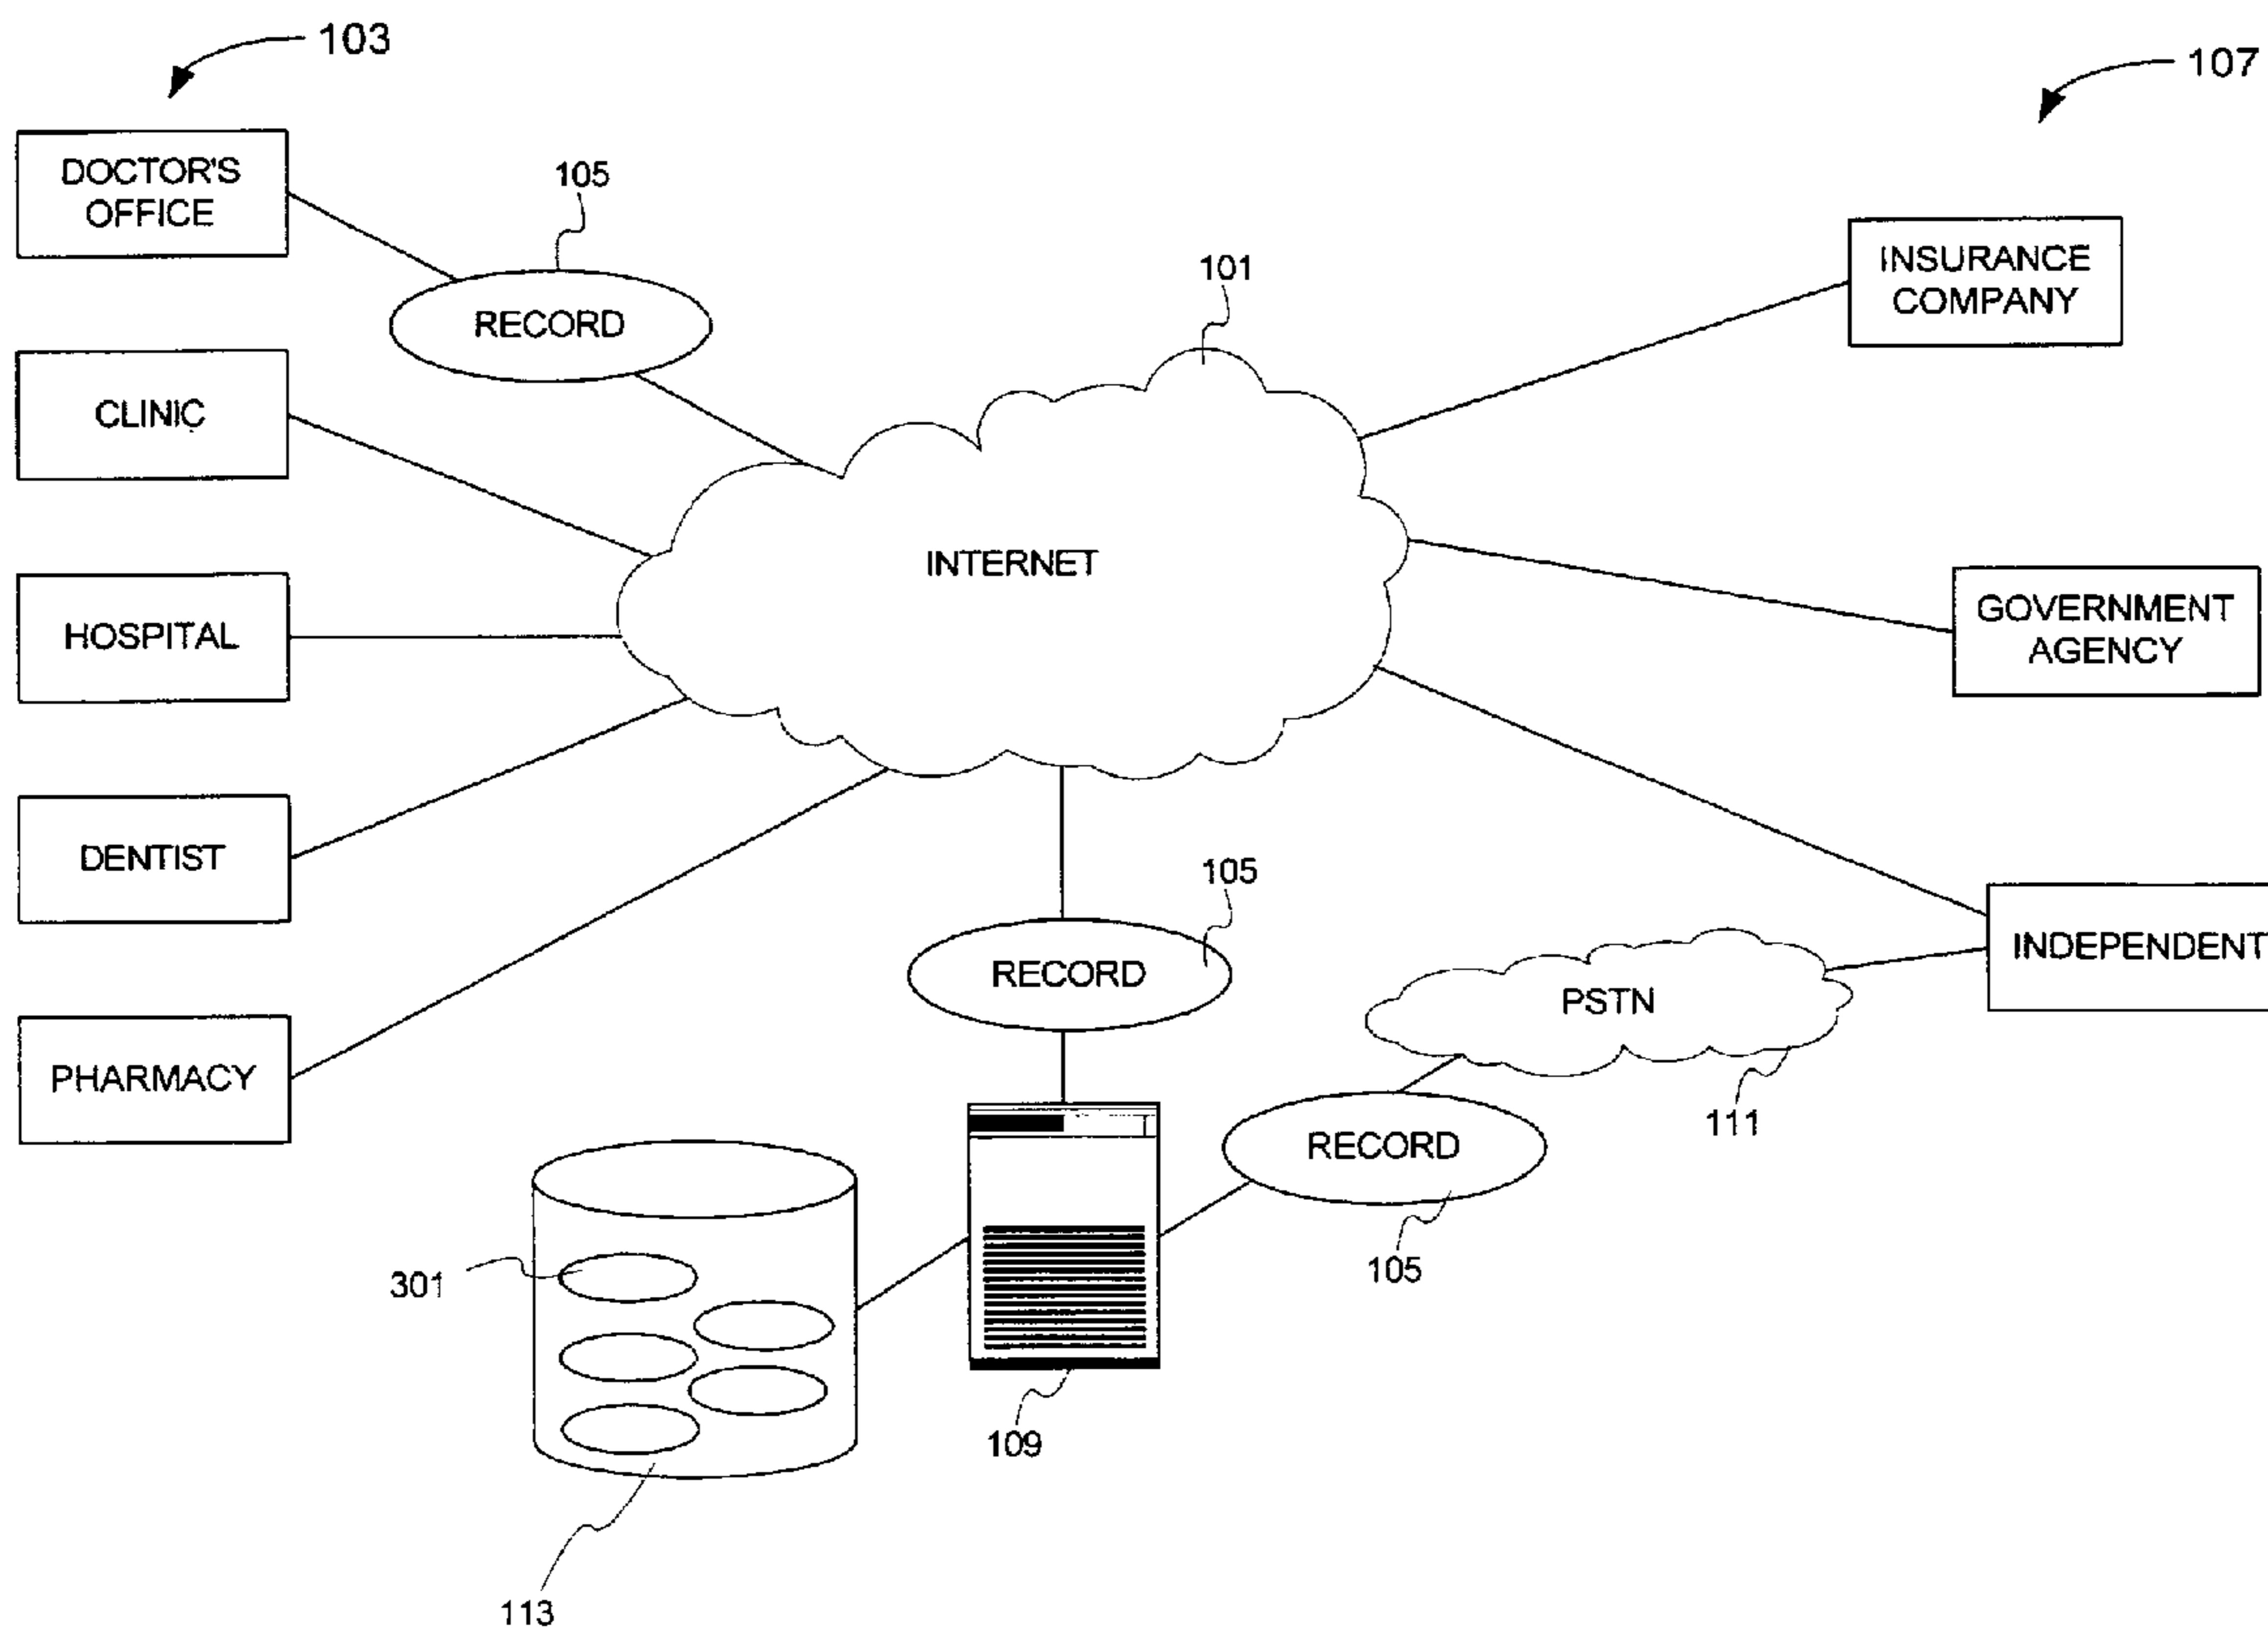 103
107
DOCTOR'S
OFFICE
105
RECORD
101
INSURANCE
COMPANY
CLINIC
INTERNET
HOSPITAL
GOVERNMENT
AGENCY
DENTIST
105
RECORD
INDEPENDENT
PSTN
PHARMACY
111
RECORD
105
301
109
113